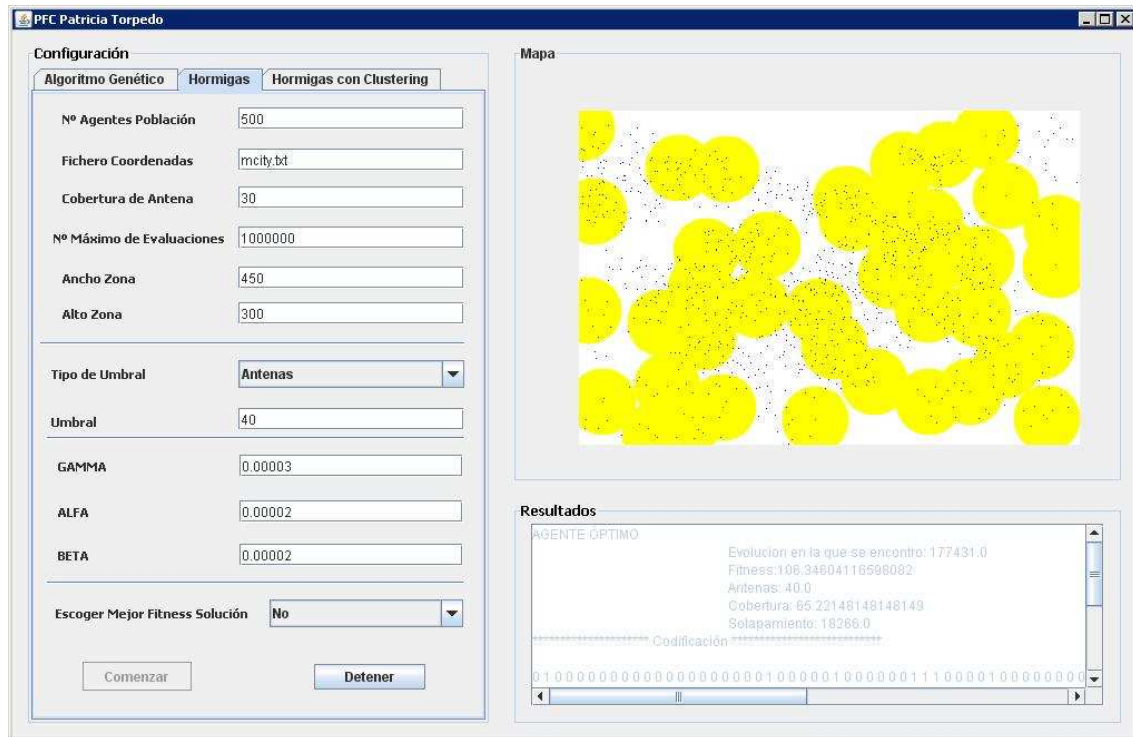 PFC Patricia Torpedo
Configuración
Algoritmo Genético
Hormigas
Hormigas con Clustering
Nº Agentes Población
500
Fichero Coordenadas
mcity.txt
Cobertura de Antena
30
Nº Máximo de Evaluaciones
1000000
Ancho Zona
450
Alto Zona
300
Tipo de Umbral
Antenas
Umbral
40
GAMMA
0.00003
ALFA
0.00002
BETA
0.00002
Escoger Mejor Fitness Solución
No
Comenzar
Detener
Mapa
Resultados
AGENTE ÓPTIMO
Evolucion en la que se encontro: 177431.0
Fitness:106.34604116598082
Antenas: 40.0
Cobertura: 65.22148148148149
Solapamiento: 18266.0
Codificación